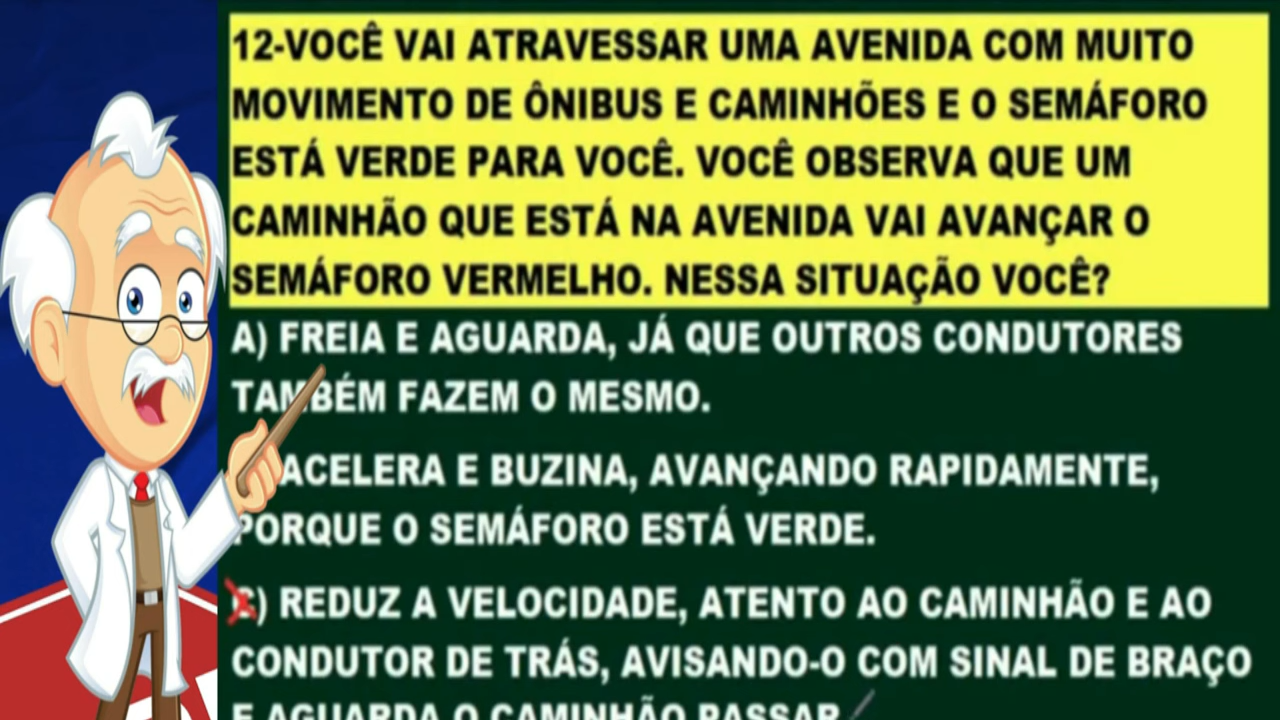 12-VOCÊ VAI ATRAVESSAR UMA AVENIDA COM MUITO
MOVIMENTO DE ÔNIBUS E CAMINHÕES E O SEMÁFORO
ESTÁ VERDE PARA VOCÊ. VOCÊ OBSERVA QUE UM
CAMINHÃO QUE ESTÁ NA AVENIDA VAI AVANÇAR O
SEMÁFORO VERMELHO. NESSA SITUAÇÃO VOCÊ?
A) FREIA E AGUARDA, JÁ QUE OUTROS CONDUTORES
TAMBÉM FAZEM O MESMO.
ACELERA E BUZINA, AVANÇANDO RAPIDAMENTE,
PORQUE O SEMÁFORO ESTÁ VERDE.
C) REDUZ A VELOCIDADE, ATENTO AO CAMINHÃO E AO
CONDUTOR DE TRÁS, AVISANDO-O COM SINAL DE BRAÇO
E AGUARDA O CAMINHÃO PASSAR